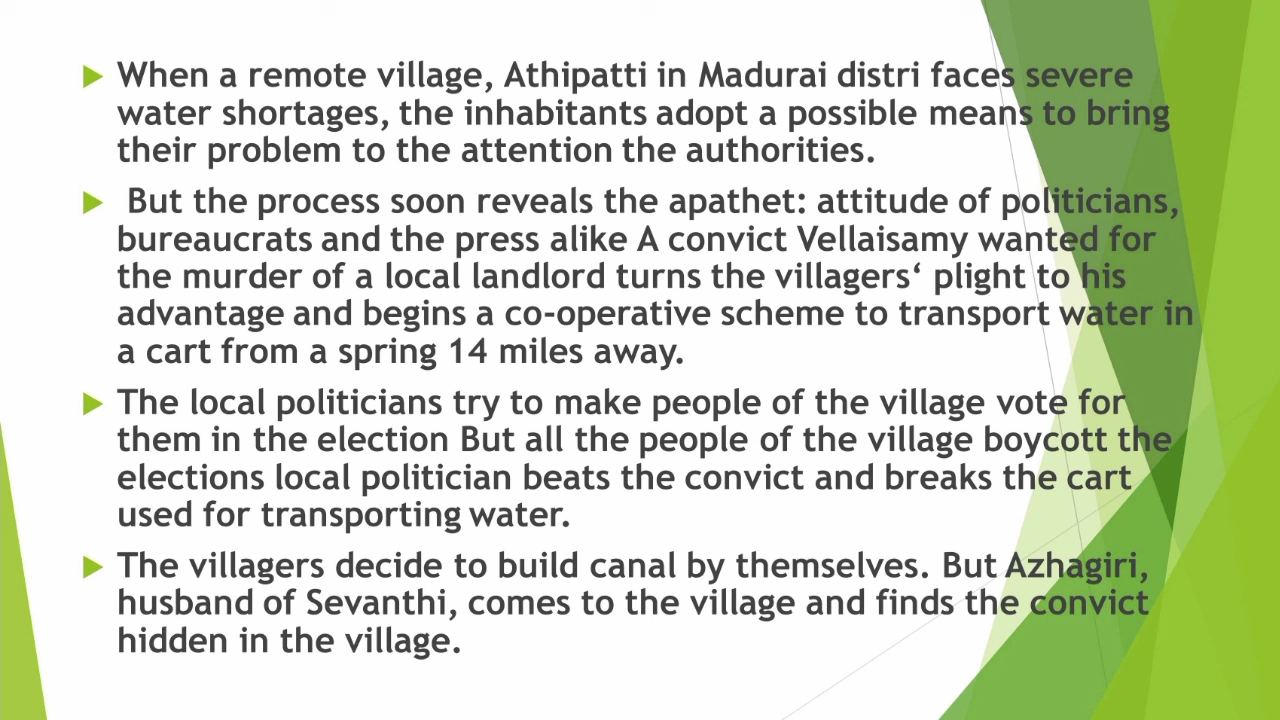 When a remote village, Athipatti in Madurai distri faces severe
water shortages, the inhabitants adopt a possible means to bring
their problem to the attention the authorities.
But the process soon reveals the apathet: attitude of politicians,
bureaucrats and the press alike A convict Vellaisamy wanted for
the murder of a local landlord turns the villagers‘ plight to his
advantage and begins a co-operative scheme to transport water in
a cart from a spring 14 miles away.
The local politicians try to make people of the village vote for
them in the election But all the people of the village boycott the
elections local politician beats the convict and breaks the cart
used for transporting water.
The villagers decide to build canal by themselves. But Azhagiri,
husband of Sevanthi, comes to the village and finds the convict
hidden in the village.